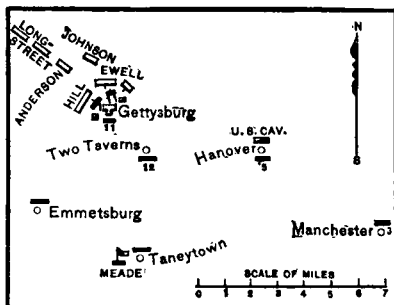 LONG-
STREET
JOHNSON
ANDERSON
EWELL
HILL
Gettysburg
11
N
U.S. CAV.
Two Taverns
12
Hanover
5
S
Emmetsburg
Manchester
3
MEADE
Taneytown
SCALE OF MILES
0 1 2 3 4 5 6 7